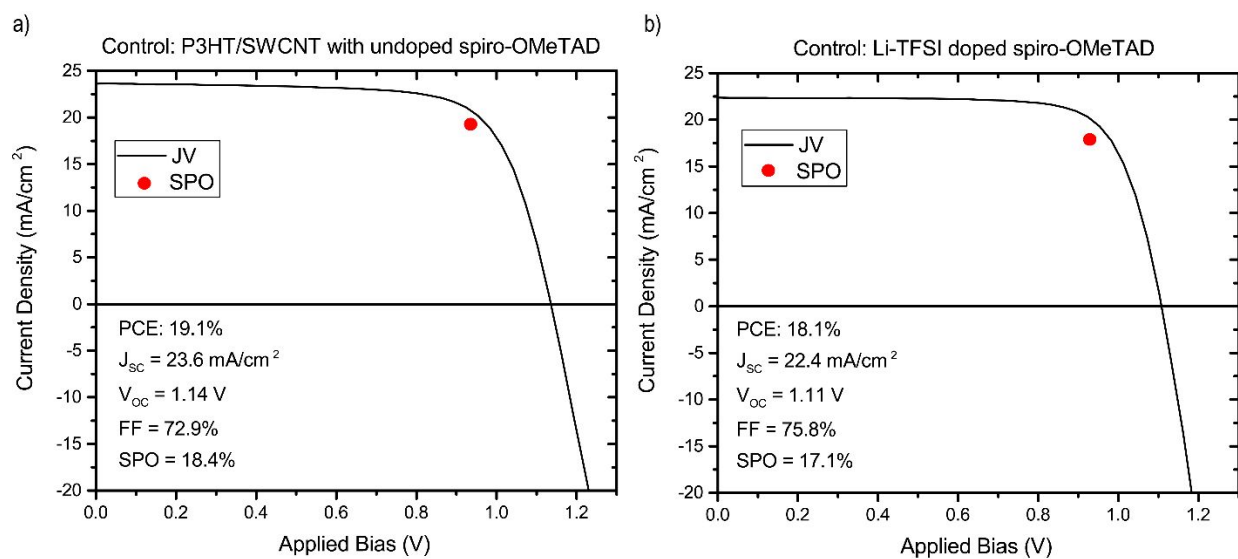 a)
Control: P3HT/SWCNT with undoped spiro-OMeTAD
Current Density (mA/cm²)
25
20
15
10
5
0
-5
-10
-15
-20
JV
SPO
PCE: 19.1%
JSC = 23.6 mA/cm²
VOC = 1.14 V
FF = 72.9%
SPO = 18.4%
0.0 0.2 0.4 0.6 0.8 1.0 1.2
Applied Bias (V)
b)
Control: Li-TFSI doped spiro-OMeTAD
Current Density (mA/cm²)
25
20
15
10
5
0
-5
-10
-15
-20
JV
SPO
PCE: 18.1%
JSC = 22.4 mA/cm²
VOC = 1.11 V
FF = 75.8%
SPO = 17.1%
0.0 0.2 0.4 0.6 0.8 1.0 1.2
Applied Bias (V)